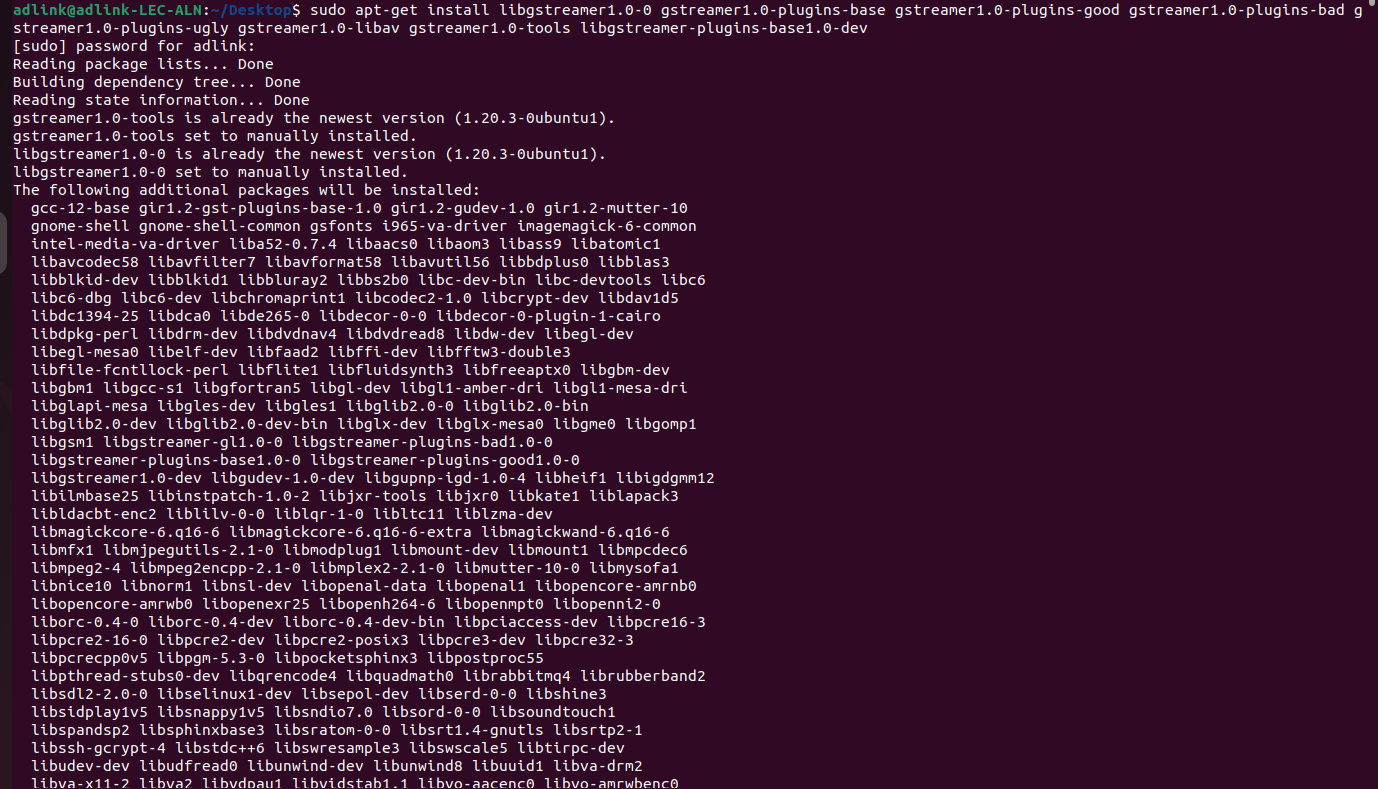 adlink@adlink-LEC-ALN:~/Desktop$ sudo apt-get install libgstreamer1.0-0 gstreamer1.0-plugins-base gstreamer1.0-plugins-good gstreamer1.0-plugins-bad g
streamer1.0-plugins-ugly gstreamer1.0-libav gstreamer1.0-tools libgstreamer-plugins-base1.0-dev
[sudo] password for adlink:
Reading package lists... Done
Building dependency tree... Done
Reading state information... Done
gstreamer1.0-tools is already the newest version (1.20.3-0ubuntu1).
gstreamer1.0-tools set to manually installed.
libgstreamer1.0-0 is already the newest version (1.20.3-0ubuntu1).
libgstreamer1.0-0 set to manually installed.
The following additional packages will be installed:
  gcc-12-base gir1.2-gst-plugins-base-1.0 gir1.2-gudev-1.0 gir1.2-mutter-10
  gnome-shell gnome-shell-common gsfonts i965-va-driver imagemagick-6-common
  intel-media-va-driver liba52-0.7.4 libaacs0 libaom3 libass9 libatomic1
  libavcodec58 libavfilter7 libavformat58 libavutil56 libbdplus0 libblas3
  libblkid-dev libblkid1 libbluray2 libbs2b0 libc-dev-bin libc-devtools libc6
  libc6-dbg libc6-dev libchromaprint1 libcodec2-1.0 libcrypt-dev libdav1d5
  libdc1394-25 libdca0 libde265-0 libdecor-0-0 libdecor-0-plugin-1-cairo
  libdpkg-perl libdrm-dev libdvdnav4 libdvdread8 libdw-dev libegl-dev
  libegl-mesa0 libelf-dev libfaad2 libffi-dev libfftw3-double3
  libfile-fcntllock-perl libflite1 libfluidsynth3 libfreeaptx0 libgbm-dev
  libgbm1 libgcc-s1 libgfortran5 libgl-dev libgl1-amber-dri libgl1-mesa-dri
  libglapi-mesa libgles-dev libgles1 libglib2.0-0 libglib2.0-bin
  libglib2.0-dev libglib2.0-dev-bin libglx-dev libglx-mesa0 libgme0 libgomp1
  libgsm1 libgstreamer-gl1.0-0 libgstreamer-plugins-bad1.0-0
  libgstreamer-plugins-base1.0-0 libgstreamer-plugins-good1.0-0
  libgstreamer1.0-dev libgudev-1.0-dev libgupnp-igd-1.0-4 libheif1 libigdgmm12
  libilmbase25 libinstpatch-1.0-2 libjxr-tools libjxr0 libkate1 liblapack3
  libldacbt-enc2 liblilv-0-0 liblqr-1-0 libltc11 liblzma-dev
  libmagickcore-6.q16-6 libmagickcore-6.q16-6-extra libmagickwand-6.q16-6
  libmfx1 libmjpegutils-2.1-0 libmodplug1 libmount-dev libmount1 libmpcdec6
  libmpeg2-4 libmpeg2encpp-2.1-0 libmplex2-2.1-0 libmutter-10-0 libmysofa1
  libnice10 libnorm1 libnsl-dev libopenal-data libopenal1 libopencore-amrnb0
  libopencore-amrwb0 libopenexr25 libopenh264-6 libopenmpt0 libopenni2-0
  liborc-0.4-0 liborc-0.4-dev liborc-0.4-dev-bin libpciaccess-dev libpcre16-3
  libpcre2-16-0 libpcre2-dev libpcre2-posix3 libpcre3-dev libpcre32-3
  libpcrecpp0v5 libpgm-5.3-0 libpocketsphinx3 libpostproc55
  libpthread-stubs0-dev libqrencode4 libquadmath0 librabbitmq4 librubberband2
  libsdl2-2.0-0 libselinux1-dev libsepol-dev libserd-0-0 libshine3
  libsidplay1v5 libsnappy1v5 libsndio7.0 libsord-0-0 libsoundtouch1
  libspandsp2 libsphinxbase3 libsratom-0-0 libsrt1.4-gnutls libsrtp2-1
  libssh-gcrypt-4 libstdc++6 libswresample3 libswscale5 libtirpc-dev
  libudev-dev libudfread0 libunwind-dev libunwind8 libuuid1 libva-drm2
  libva-x11-2 libva2 libvdpau1 libvidstab1.1 libvo-aacenc0 libvo-amrwbenc0